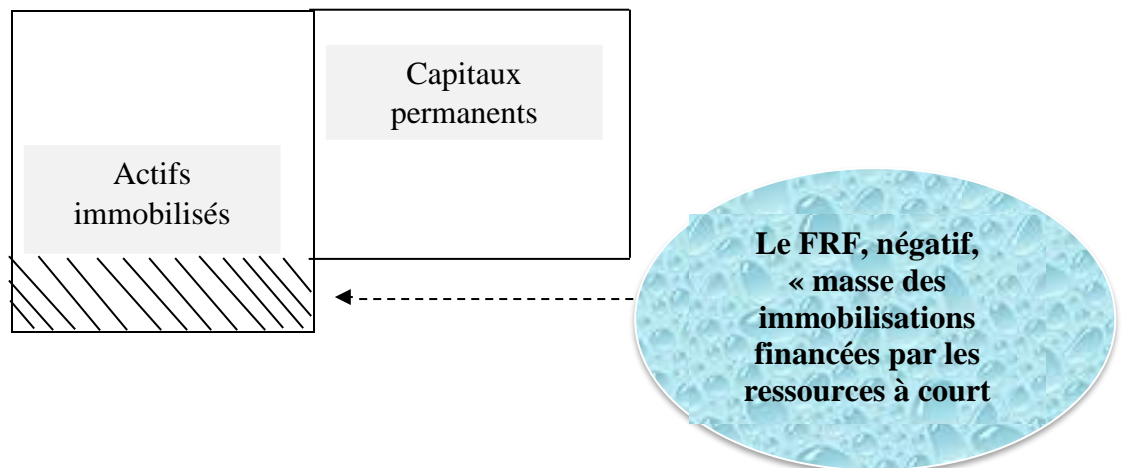 Capitaux
permanents
Actifs
immobilisés
Le FRF, négatif,
« masse des
immobilisations
financées par les
ressources à court